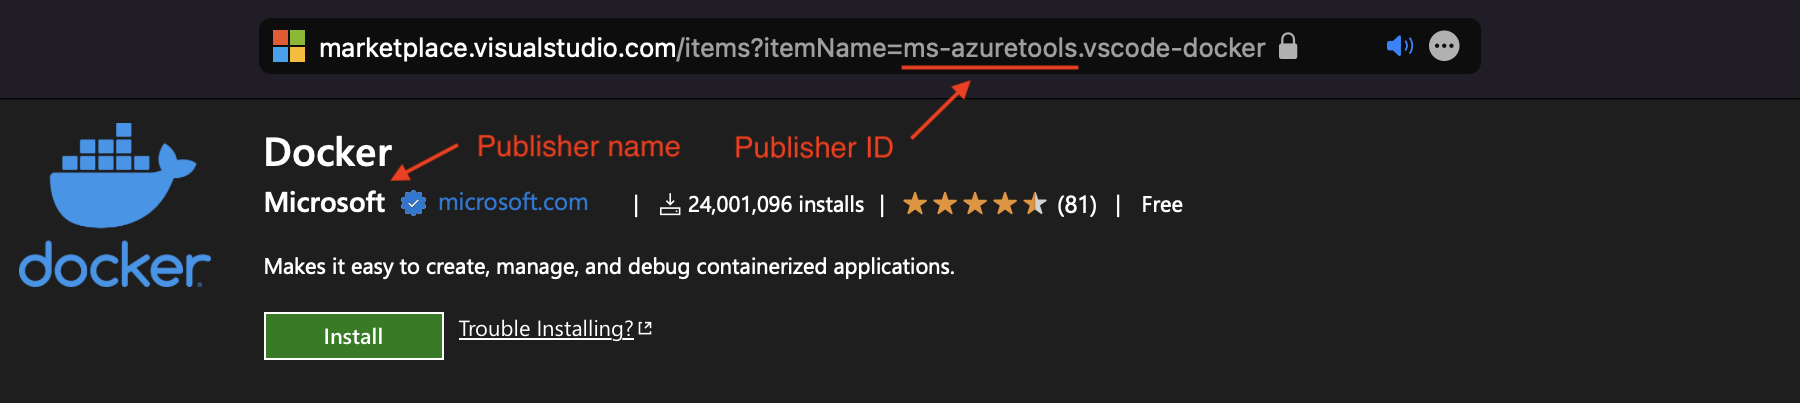 marketplace.visualstudio.com/items?itemName=ms-azuretools.vscode-docker
Publisher name
Publisher ID
Docker
Microsoft microsoft.com | 24,001,096 installs | (81) | Free
docker
Makes it easy to create, manage, and debug containerized applications.
Install Trouble Installing?